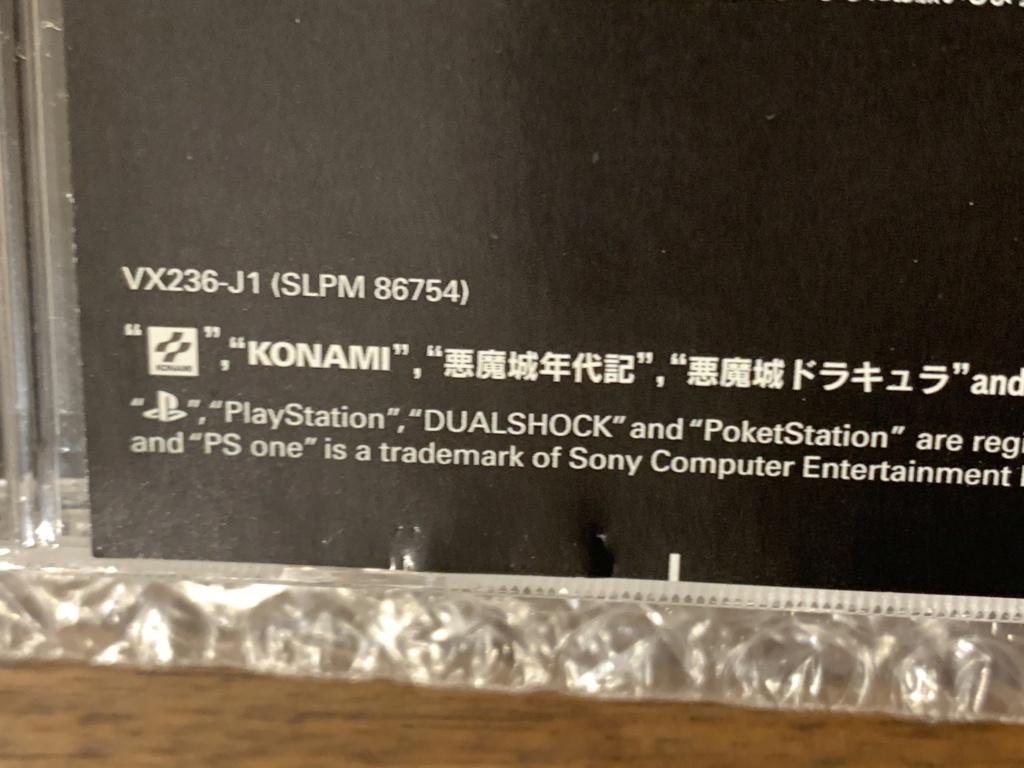 VX236-J1 (SLPM 86754)
“KONAMI”,“KONAMI”,“悪魔城年代記”,“悪魔城ドラキュラ”and
“”,“PlayStation”,“DUALSHOCK”and“PoketStation” are regi
and“PS one” is a trademark of Sony Computer Entertainment